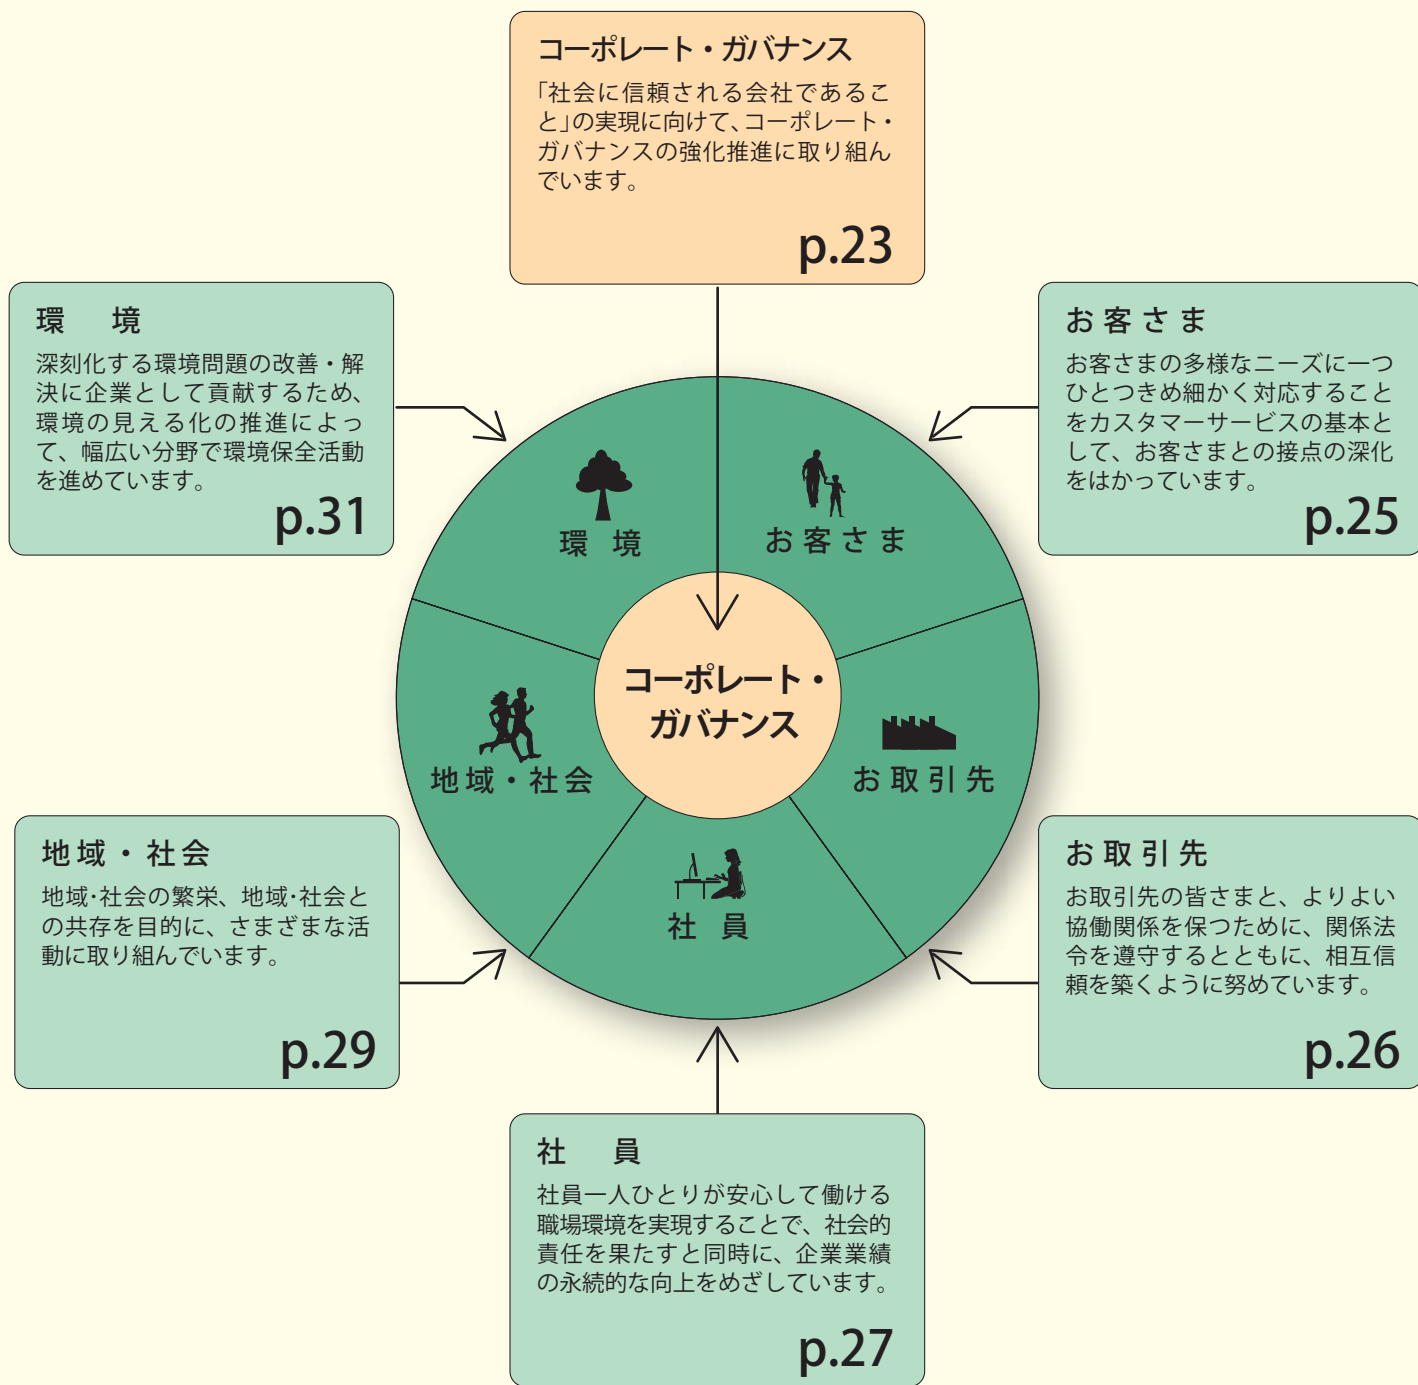 コーポレート・ガバナンス
「社会に信頼される会社であるこ
と」の実現に向けて、コーポレート・
ガバナンスの強化推進に取り組ん
でいます。
p.23
環 境
深刻化する環境問題の改善・解
決に企業として貢献するため、
環境の見える化の推進によっ
て、幅広い分野で環境保全活動
を進めています。
p.31
お客さま
お客さまの多様なニーズに一つ
ひとつきめ細かく対応すること
をカスタマーサービスの基本と
して、お客さまとの接点の深化
をはかっています。
p.25
環 境
お客さま
コーポレート・
ガバナンス
地域・社会
お取引先
社 員
地域・社会
地域・社会の繁栄、地域・社会と
の共存を目的に、さまざまな活
動に取り組んでいます。
p.29
お取引先
お取引先の皆さまと、よりよい
協働関係を保つために、関係法
令を遵守するとともに、相互信
頼を築くように努めています。
p.26
社 員
社員一人ひとりが安心して働ける
職場環境を実現することで、社会的
責任を果たすと同時に、企業業績
の永続的な向上をめざしています。
p.27